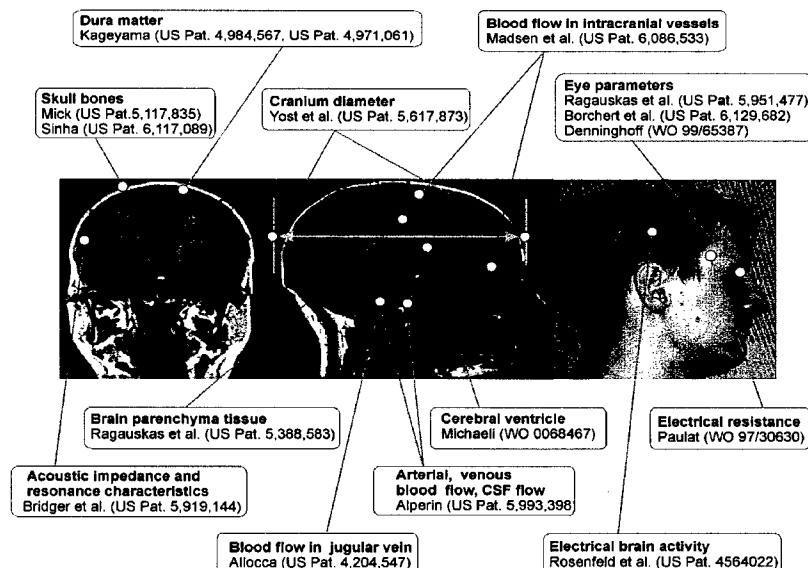 Dura matter
Kageyama (US Pat. 4,984,567, US Pat. 4,971,061)
Blood flow in intracranial vessels
Madsen et al. (US Pat. 6,086,533)
Skull bones
Mick (US Pat.5,117,835)
Sinha (US Pat. 6,117,089)
Cranium diameter
Yost et al. (US Pat. 5,617,873)
Eye parameters
Ragauskas et al. (US Pat. 5,951,477)
Borchert et al. (US Pat. 6,129,682)
Denninghoff (WO 99/65387)
Brain parenchyma tissue
Ragauskas et al. (US Pat. 5,388,583)
Cerebral ventricle
Michaeli (WO 0068467)
Electrical resistance
Paulat (WO 97/30630)
Acoustic impedance and
resonance characteristics
Bridger et al. (US Pat. 5,919,144)
Arterial, venous
blood flow, CSF flow
Alperin (US Pat. 5,993,398)
Blood flow in jugular vein
Allocca (US Pat. 4,204,547)
Electrical brain activity
Rosenfeld et al. (US Pat. 4564022)